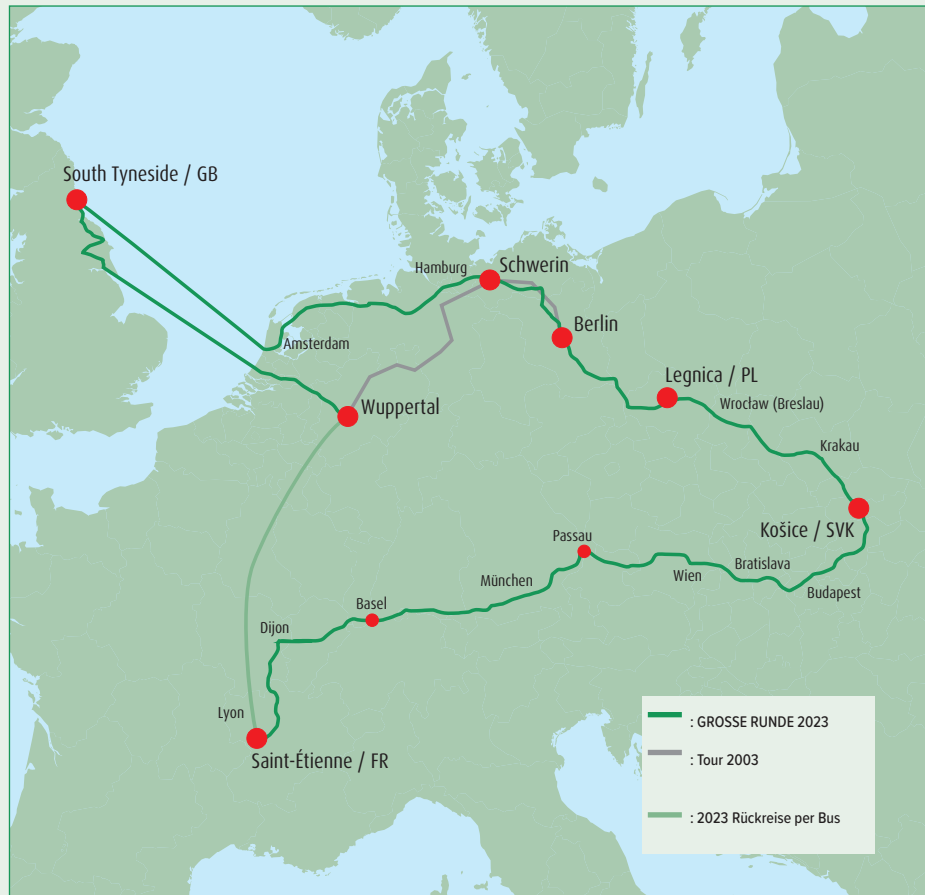 South Tyneside / GB
Hamburg
Schwerin
Amsterdam
Berlin
Legnica / PL
Wrocław (Breslau)
Wuppertal
Krakau
Košice / SVK
Passau
Bratislava
Wien
München
Budapest
Basel
Dijon
Lyon
Saint-Étienne / FR
: GROSSE RUNDE 2023
: Tour 2003
: 2023 Rückreise per Bus